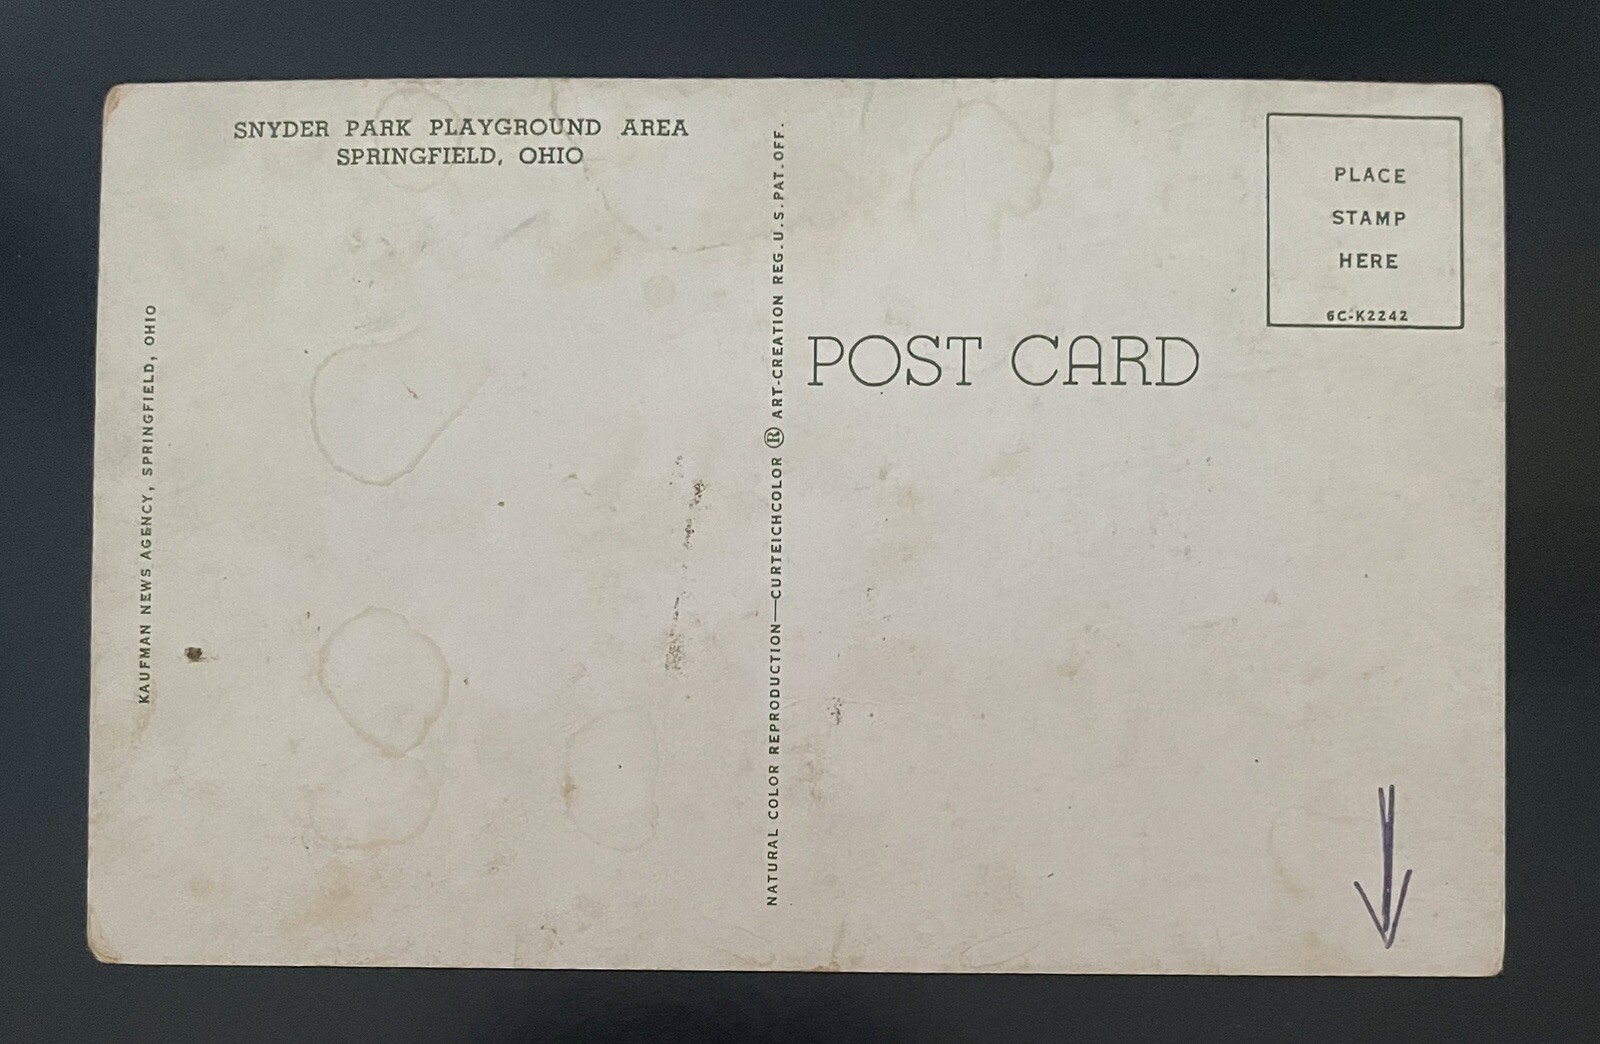 SNYDER PARK PLAYGROUND AREA
SPRINGFIELD, OHIO
KAUFMAN NEWS AGENCY, SPRINGFIELD, OHIO
NATURAL COLOR REPRODUCTION—CURTEICHCOLOR ® ART-CREATION REG. U.S. PAT. OFF.
POST CARD
PLACE
STAMP
HERE
6C-K2242